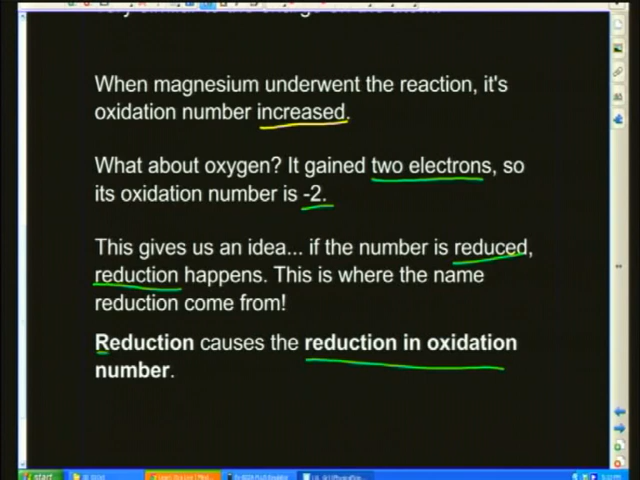 When magnesium underwent the reaction, it's
oxidation number increased.
What about oxygen? It gained two electrons, so
its oxidation number is -2.
This gives us an idea... if the number is reduced,
reduction happens. This is where the name
reduction come from!
Reduction causes the reduction in oxidation
number.
start